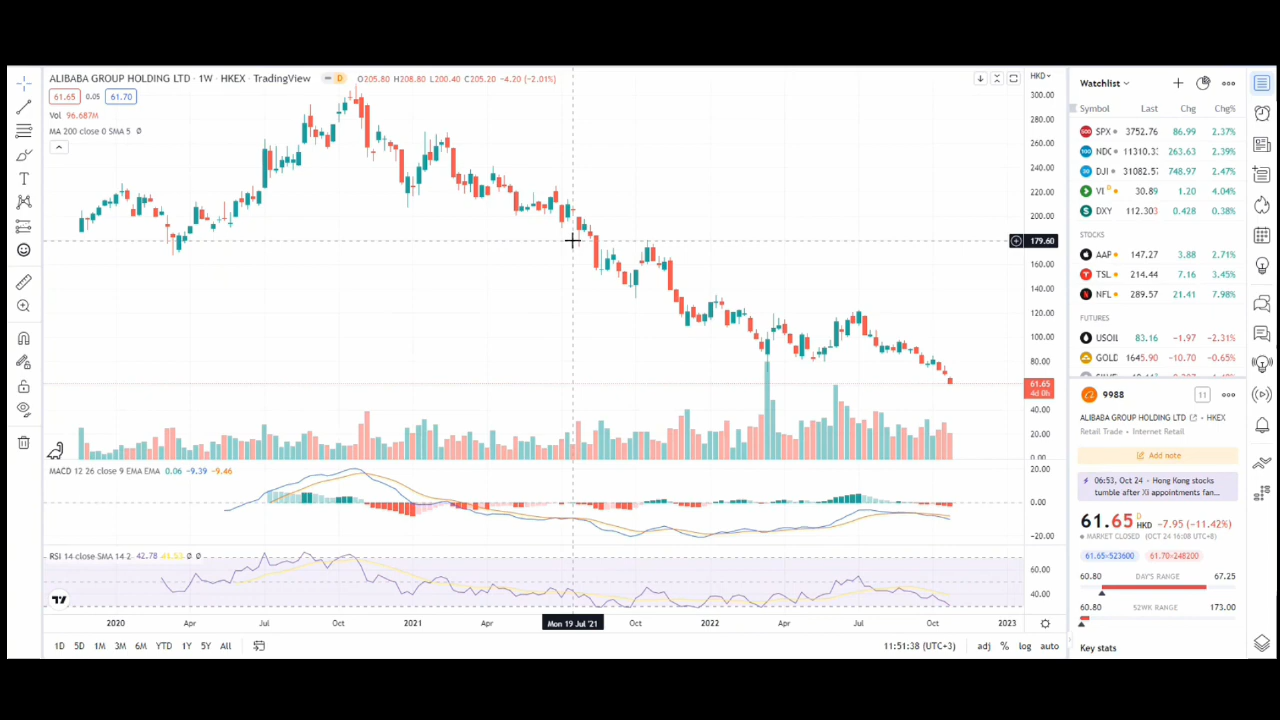 ALIBABA GROUP HOLDING LTD · 1W · HKEX · TradingView D O205.80 H208.80 L200.40 C205.20 -4.20 (-2.01%)
61.65 0.05 61.70
Vol 96.687M
MA 200 close 0 SMA 5 Ø
HKD
300.00
280.00
260.00
240.00
220.00
200.00
179.60
160.00
140.00
120.00
100.00
80.00
61.65
4d 0h
40.00
20.00
0.00
MACD 12 26 close 9 EMA EMA 0.06 -9.39 -9.46
20.00
0.00
-20.00
RSI 14 close SMA 14 2 42.78 Ø Ø
60.00
40.00
2020 Apr Jul Oct 2021 Apr Mon 19 Jul '21 Oct 2022 Apr Jul Oct 2023
1D 5D 1M 3M 6M YTD 1Y 5Y All
11:51:38 (UTC+3) adj % log auto
Watchlist
Symbol Last Chg Chg%
SPX 3752.76 86.99 2.37%
NDC 11310.3 263.63 2.39%
DJI 31082.5 748.97 2.47%
VI D 30.89 1.20 4.04%
DXY 112.303 0.428 0.38%
STOCKS
AAP 147.27 3.88 2.71%
TSL 214.44 7.16 3.45%
NFL 289.57 21.41 7.98%
FUTURES
USOIL 83.16 -1.97 -2.31%
GOLD 1645.90 -10.70 -0.65%
9988
11
ALIBABA GROUP HOLDING LTD · HKEX
Retail Trade · Internet Retail
Add note
06:53, Oct 24 · Hong Kong stocks
tumble after Xi appointments fan...
61.65 D HKD -7.95 (-11.42%)
MARKET CLOSED (OCT 24 16:08 UTC+8)
61.65×523600 61.70×248200
60.80 DAY'S RANGE 67.25
60.80 52WK RANGE 173.00
Key stats